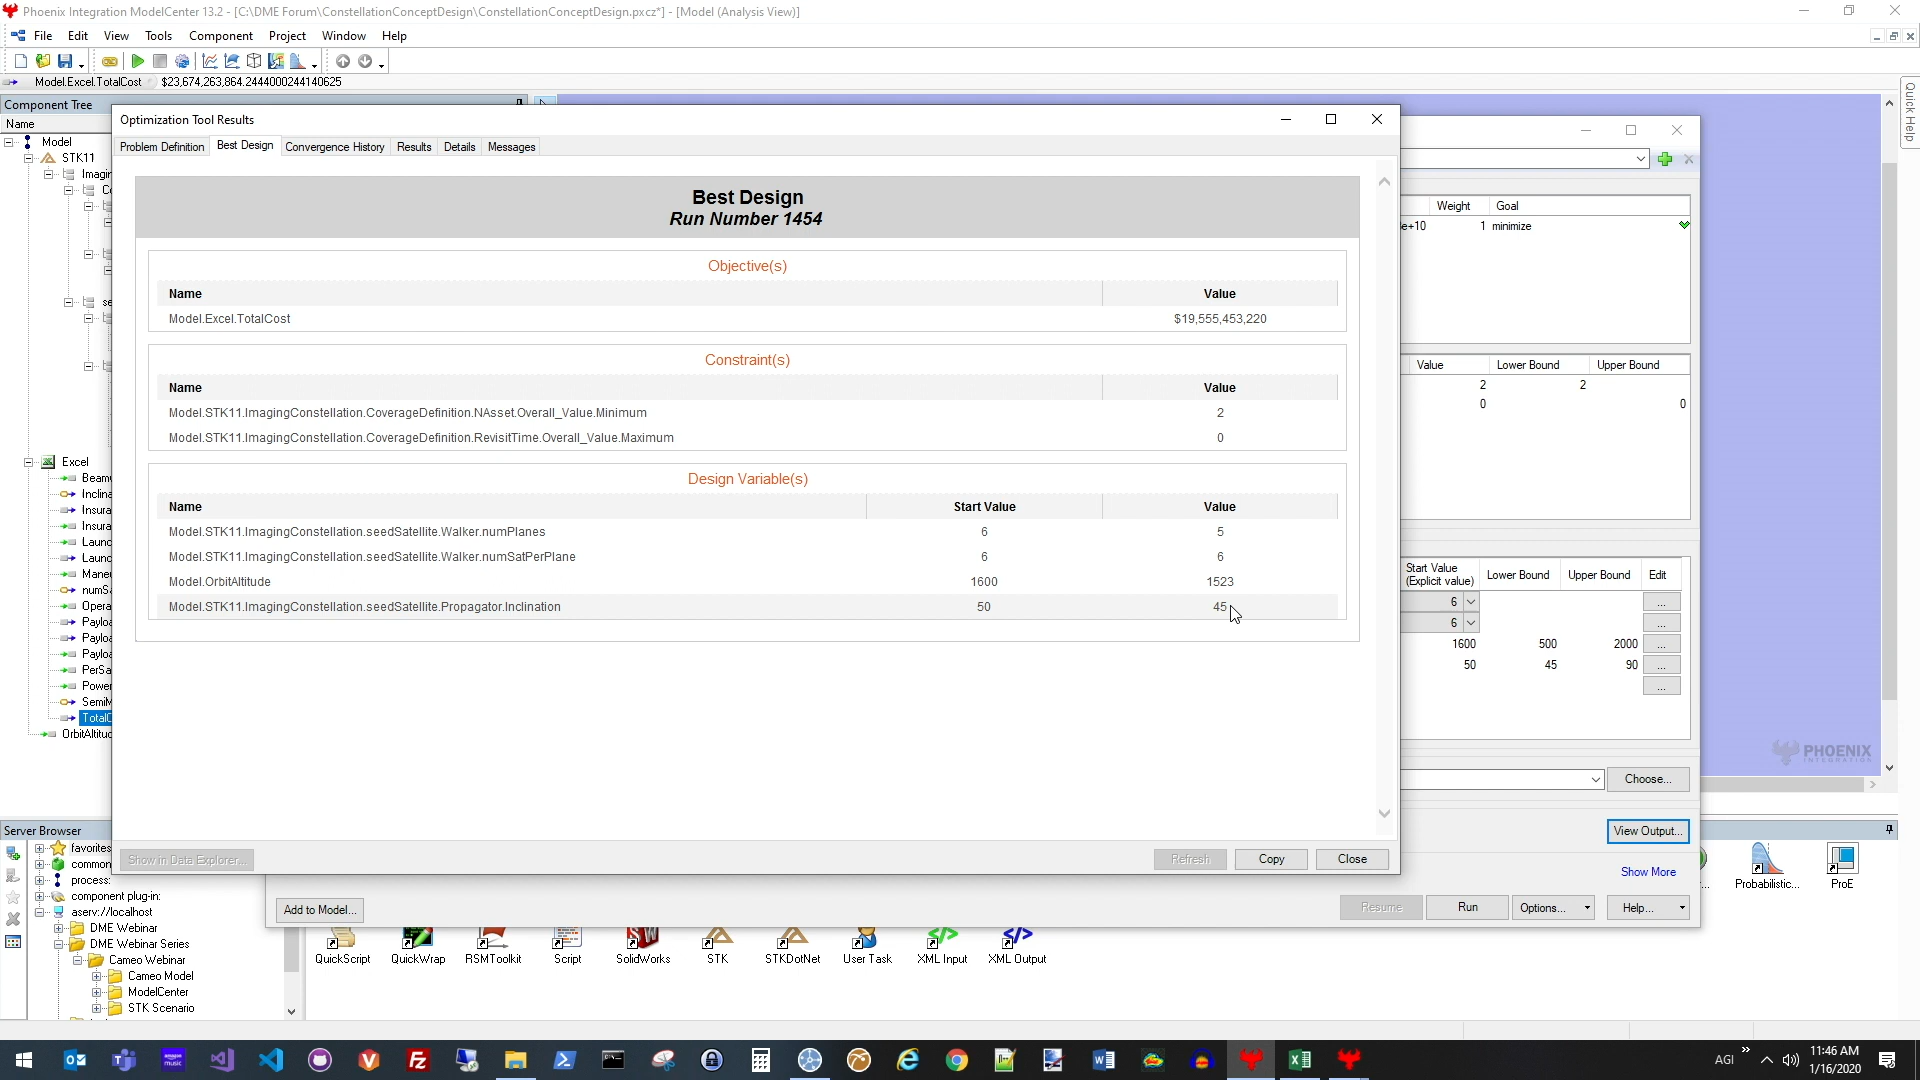 Phoenix Integration ModelCenter 13.2 - [C:\DME Forum\ConstellationConceptDesign\ConstellationConceptDesign.pxcz*] - [Model (Analysis View)]
File Edit View Tools Component Project Window Help
Model.Excel.TotalCost $23,674,263,864.2444000244140625
Quick Help
Component Tree
Name
Model
STK11
Excel
Optimization Tool Results
Problem Definition Best Design Convergence History Results Details Messages
Best Design
Run Number 1454
Objective(s)
Name Value
Model.Excel.TotalCost $19,555,453,220
Constraint(s)
Name Value
Model.STK11.ImagingConstellation.CoverageDefinition.NAsset.Overall_Value.Minimum 2
Model.STK11.ImagingConstellation.CoverageDefinition.RevisitTime.Overall_Value.Maximum 0
Design Variable(s)
Name Start Value Value
Model.STK11.ImagingConstellation.seedSatellite.Walker.numPlanes 6 5
Model.STK11.ImagingConstellation.seedSatellite.Walker.numSatPerPlane 6 6
Model.OrbitAltitude 1600 1523
Model.STK11.ImagingConstellation.seedSatellite.Propagator.Inclination 50 45
Show in Data Explorer... Refresh Copy Close
Weight Goal
e+10 1 minimize
Value Lower Bound Upper Bound
2 2
0 0
Start Value
(Explicit value) Lower Bound Upper Bound Edit
6 ...
6 ...
1600 500 2000 ...
50 45 90 ...
...
PHOENIX
INTEGRATION
Choose...
View Output...
Show More
Add to Model... Resume Run Options... Help...
Server Browser
favorites
common
process:
component plug-in:
aserv://localhost
DME Webinar
DME Webinar Series
Cameo Webinar
Cameo Model
ModelCenter
STK Scenario
Probabilistic... ProE
QuickScript QuickWrap RSMToolkit Script SolidWorks STK STKDotNet User Task XML Input XML Output
AGI
11:46 AM
1/16/2020